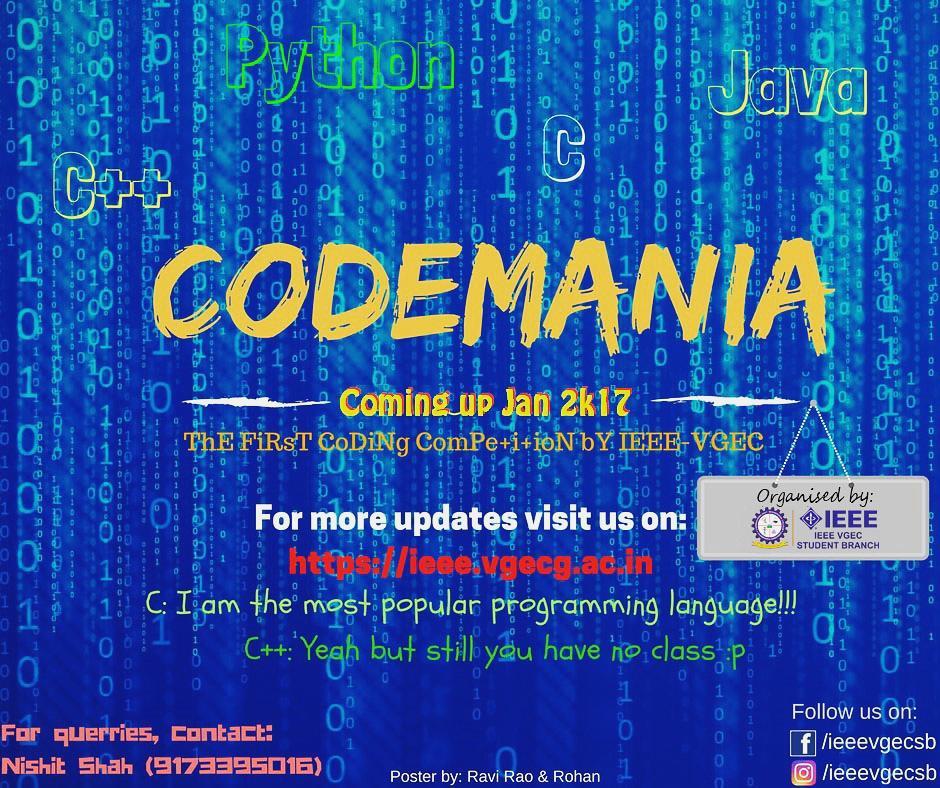 Python
Java
C
C++
CODEMANIA
Coming up Jan 2k17
ThE FiRsT CoDiNg ComPe+i+ioN bY IEEE-VGEC
Organised by:
IEEE
IEEE VGEC
STUDENT BRANCH
For more updates visit us on:
https://ieee.vgecg.ac.in
C: I am the most popular programming language!!!
C++: Yeah but still you have no class :p
For querries, contact:
Nishit Shah (9173395016)
Poster by: Ravi Rao & Rohan
Follow us on:
/ieeevgecsb
/ieeevgecsb